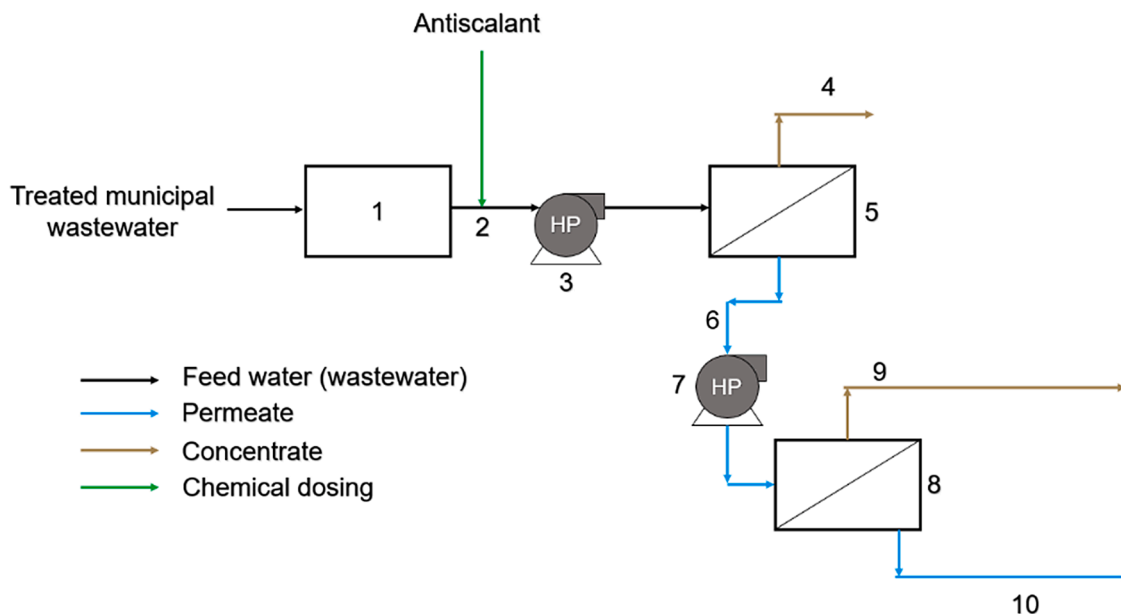 Antiscalant
4
Treated municipal
wastewater
1
2
HP
3
5
6
7
HP
9
8
10
Feed water (wastewater)
Permeate
Concentrate
Chemical dosing